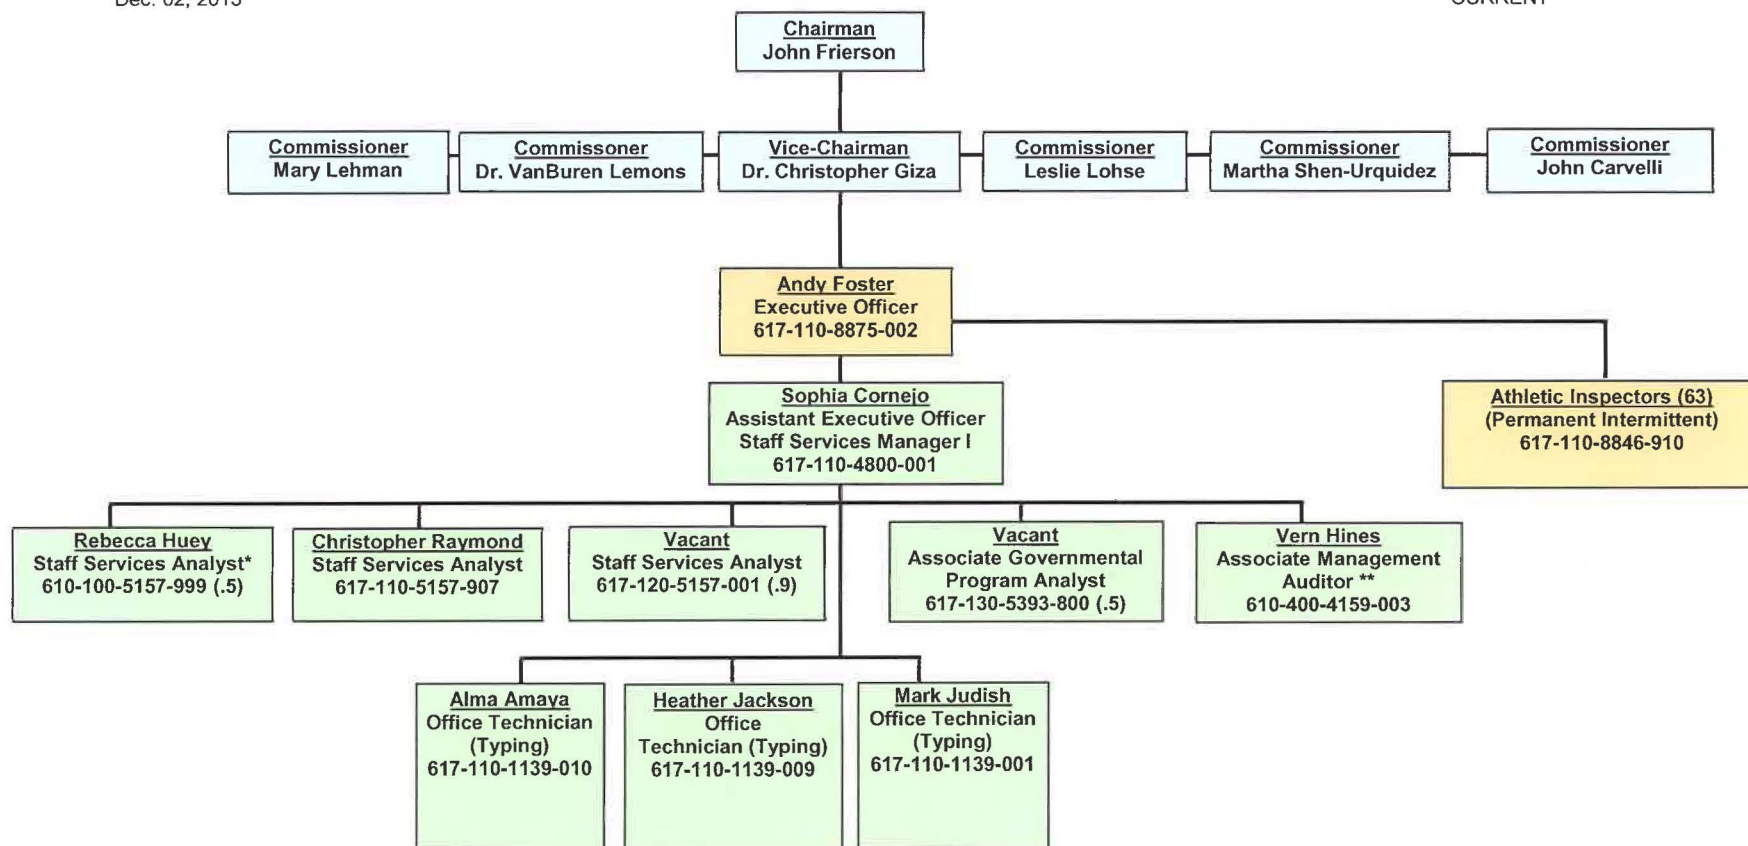 Dec. 02, 2013
CURRENT
Chairman
John Frierson
Commissioner
Mary Lehman
Commissoner
Dr. VanBuren Lemons
Vice-Chairman
Dr. Christopher Giza
Commissioner
Leslie Lohse
Commissioner
Martha Shen-Urquidez
Commissioner
John Carvelli
Andy Foster
Executive Officer
617-110-8875-002
Sophia Cornejo
Assistant Executive Officer
Staff Services Manager I
617-110-4800-001
Athletic Inspectors (63)
(Permanent Intermittent)
617-110-8846-910
Rebecca Huey
Staff Services Analyst*
610-100-5157-999 (.5)
Christopher Raymond
Staff Services Analyst
617-110-5157-907
Vacant
Staff Services Analyst
617-120-5157-001 (.9)
Vacant
Associate Governmental
Program Analyst
617-130-5393-800 (.5)
Vern Hines
Associate Management
Auditor **
610-400-4159-003
Alma Amaya
Office Technician
(Typing)
617-110-1139-010
Heather Jackson
Office
Technician (Typing)
617-110-1139-009
Mark Judish
Office Technician
(Typing)
617-110-1139-001